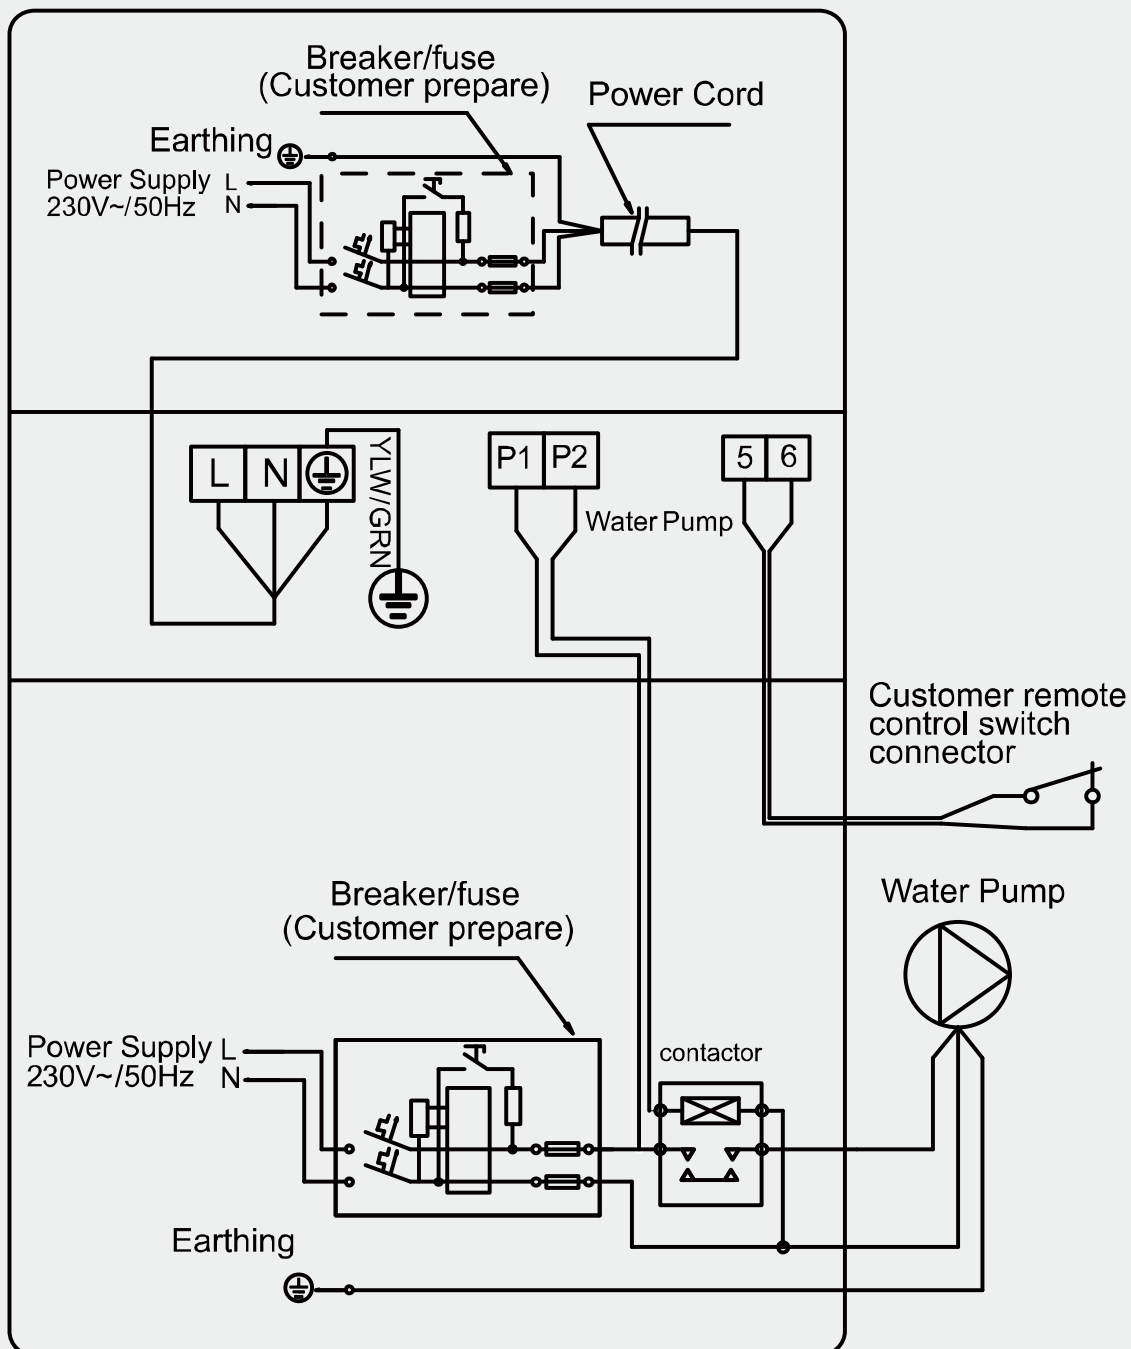 Breaker/fuse
(Customer prepare)
Power Cord
Earthing
Power Supply L
230V~/50Hz N
L N
YLW/GRN
P1 P2
5 6
Water Pump
Customer remote
control switch
connector
Breaker/fuse
(Customer prepare)
Water Pump
Power Supply L
230V~/50Hz N
contactor
Earthing